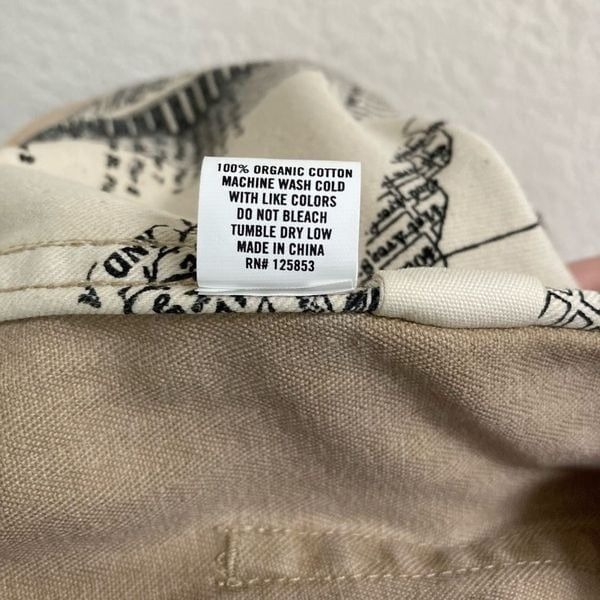 100% ORGANIC COTTON
MACHINE WASH COLD
WITH LIKE COLORS
DO NOT BLEACH
TUMBLE DRY LOW
MADE IN CHINA
RN# 125853